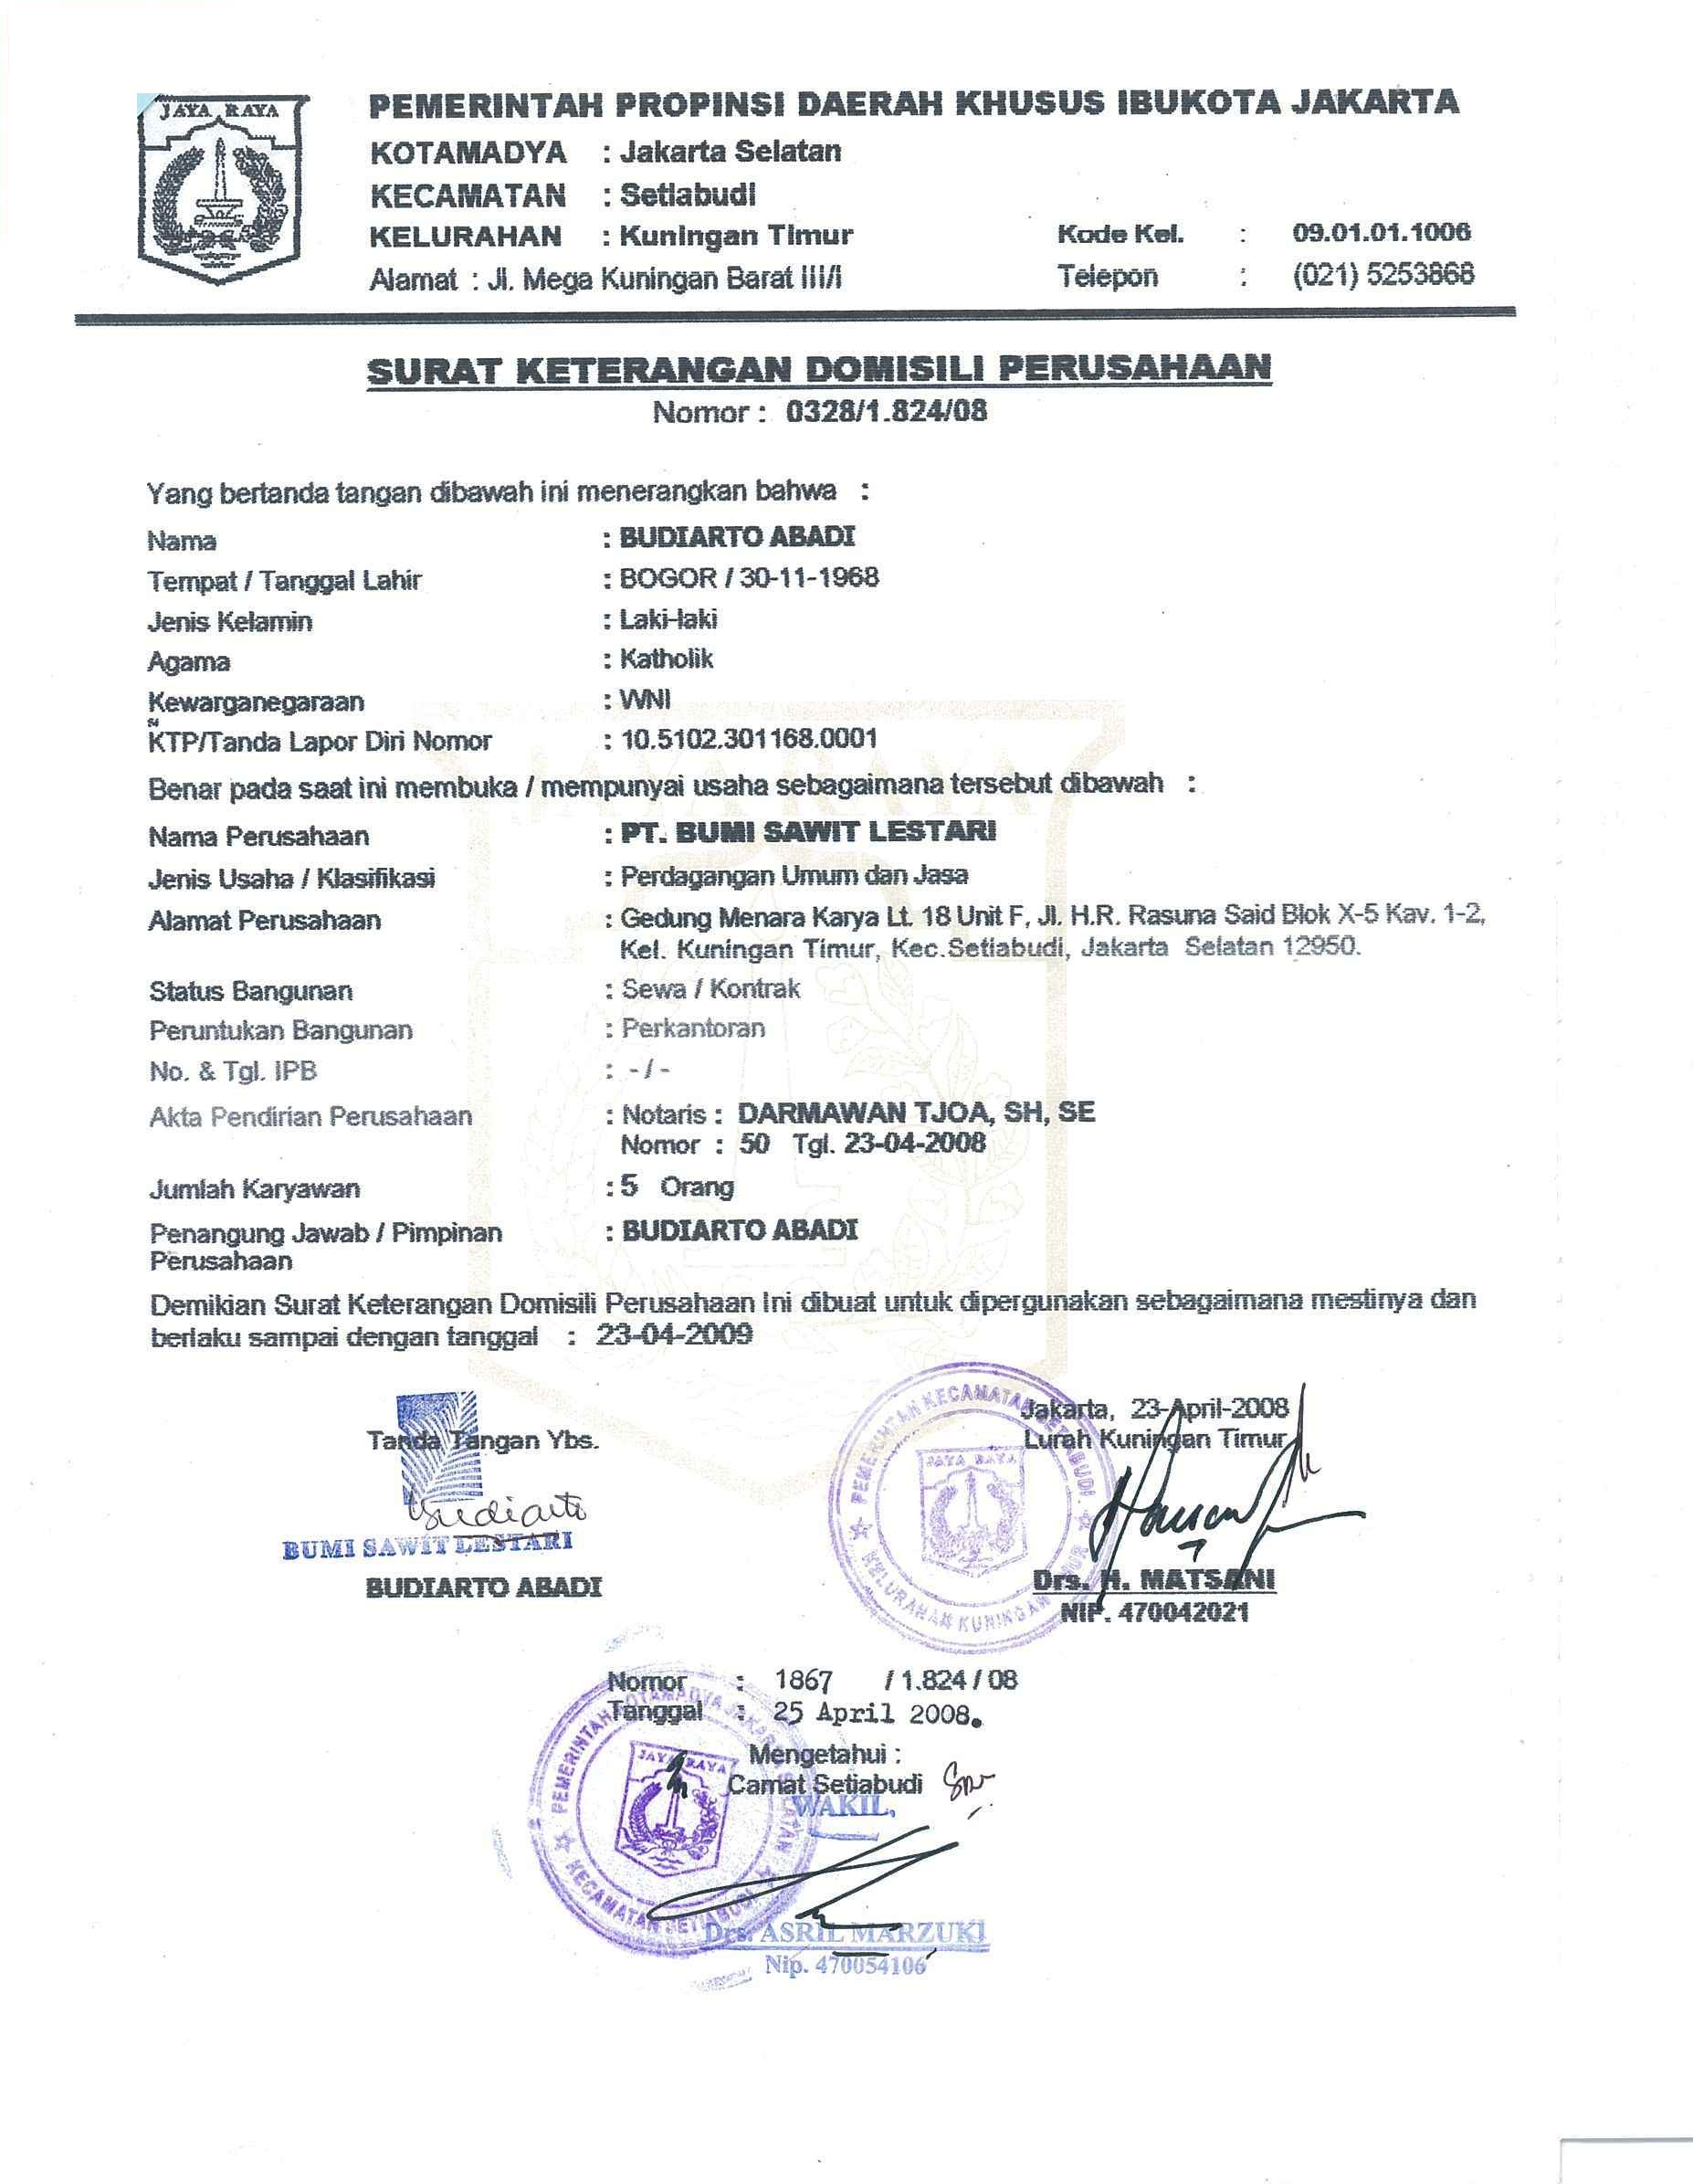 JAYA RAYA
PEMERINTAH PROPINSI DAERAH KHUSUS IBUKOTA JAKARTA
KOTAMADYA : Jakarta Selatan
KECAMATAN : Setiabudi
KELURAHAN : Kuningan Timur Kode Kel. : 09.01.01.1006
Alamat : Jl. Mega Kuningan Barat III/I Telepon : (021) 5253868
SURAT KETERANGAN DOMISILI PERUSAHAAN
Nomor : 0328/1.824/08
Yang bertanda tangan dibawah ini menerangkan bahwa :
Nama : BUDIARTO ABADI
Tempat / Tanggal Lahir : BOGOR / 30-11-1968
Jenis Kelamin : Laki-laki
Agama : Katholik
Kewarganegaraan : WNI
KTP/Tanda Lapor Diri Nomor : 10.5102.301168.0001
Benar pada saat ini membuka / mempunyai usaha sebagaimana tersebut dibawah :
Nama Perusahaan : PT. BUMI SAWIT LESTARI
Jenis Usaha / Klasifikasi : Perdagangan Umum dan Jasa
Alamat Perusahaan : Gedung Menara Karya Lt. 18 Unit F, Jl. H.R. Rasuna Said Blok X-5 Kav. 1-2,
Kel. Kuningan Timur, Kec.Setiabudi, Jakarta Selatan 12950.
Status Bangunan : Sewa / Kontrak
Peruntukan Bangunan : Perkantoran
No. & Tgl. IPB : - / -
Akta Pendirian Perusahaan : Notaris : DARMAWAN TJOA, SH, SE
Nomor : 50 Tgl. 23-04-2008
Jumlah Karyawan : 5 Orang
Penangung Jawab / Pimpinan : BUDIARTO ABADI
Perusahaan
Demikian Surat Keterangan Domisili Perusahaan Ini dibuat untuk dipergunakan sebagaimana mestinya dan
berlaku sampai dengan tanggal : 23-04-2009
Jakarta, 23-April-2008
Tanda Tangan Ybs. Lurah Kuningan Timur
PEMERINTAH KECAMATAN SETIABUDI
JAYA RAYA
KELURAHAN KUNINGAN TIMUR
Budiarto
BUMI SAWIT LESTARI
BUDIARTO ABADI
Drs. H. MATSANI
NIP. 470042021
Nomor : 1867 / 1.824 / 08
Tanggal : 25 April 2008.
Mengetahui :
Camat Setiabudi
WAKIL,
PEMERINTAH KOTAMADYA JAKARTA SELATAN
JAYA RAYA
KECAMATAN SETIABUDI
Drs. ASRIL MARZUKI
Nip. 470054106